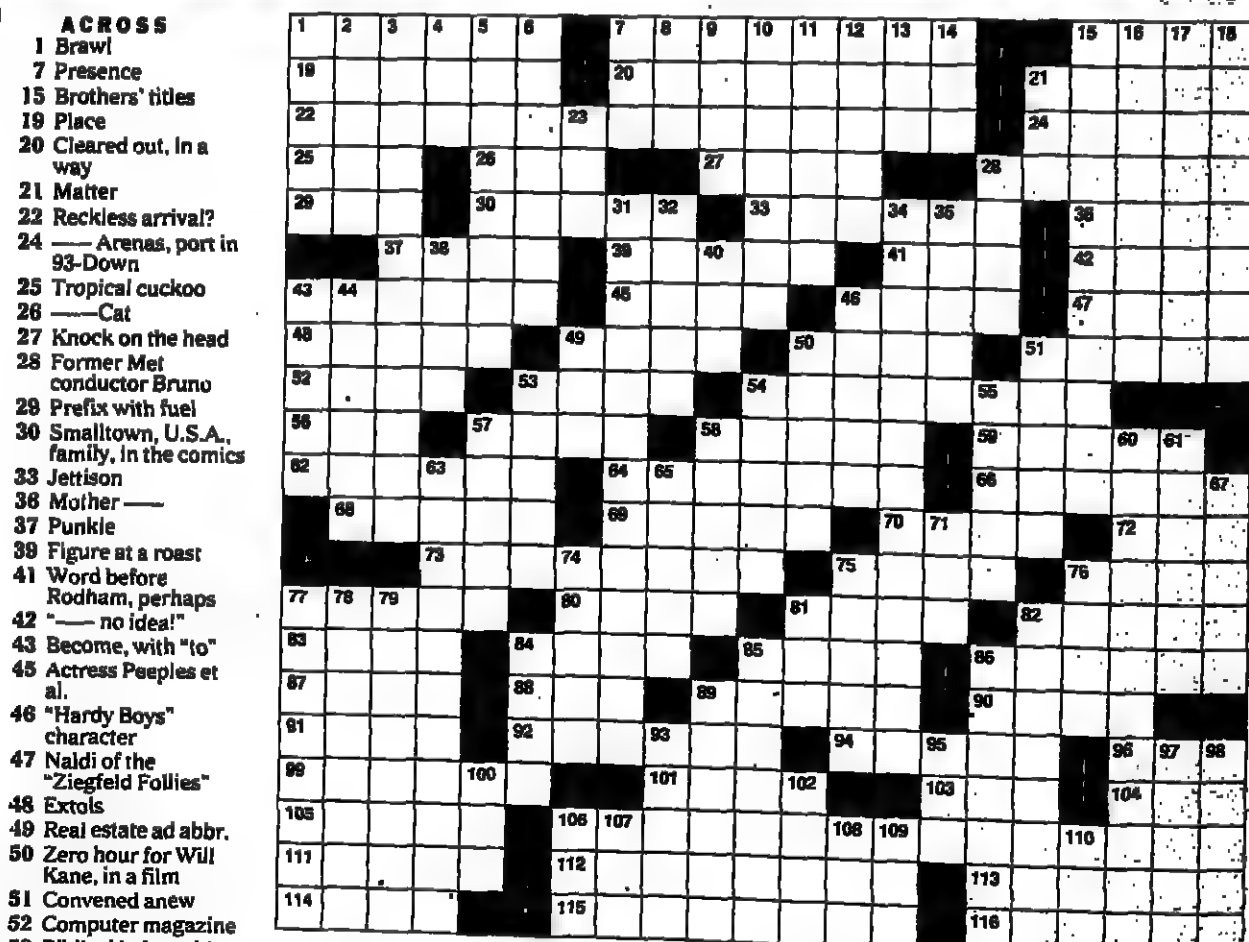 ACROSS
1 Brawl
7 Presence
15 Brothers' titles
19 Place
20 Cleared out, in a
way
21 Matter
22 Reckless arrival?
24 —— Arenas, port in
93-Down
25 Tropical cuckoo
26 ——Cat
27 Knock on the head
28 Former Met
conductor Bruno
29 Prefix with fuel
30 Smalltown, U.S.A.,
family, in the comics
33 Jettison
36 Mother ——
37 Punkie
39 Figure at a roast
41 Word before
Rodham, perhaps
42 "—— no idea!"
43 Become, with "to"
45 Actress Peeples et
al.
46 "Hardy Boys"
character
47 Naldi of the
"Ziegfeld Follies"
48 Extols
49 Real estate ad abbr.
50 Zero hour for Will
Kane, in a film
51 Convened anew
52 Computer magazine
1 2 3 4 5 6 7 8 9 10 11 12 13 14 15 16 17 18
19 20 21
22 23 24
25 26 27 28
29 30 31 32 33 34 35 36
37 38 39 40 41 42
43 44 45 46 47
48 49 50 51
52 53 54 55
56 57 58 59 60 61
62 63 64 65 66 67
68 69 70 71 72
73 74 75 76
77 78 79 80 81 82
83 84 85 86
87 88 89 90
91 92 93 94 95 96 97 98
99 100 101 102 103 104
105 106 107 108 109 110
111 112 113
114 115 116